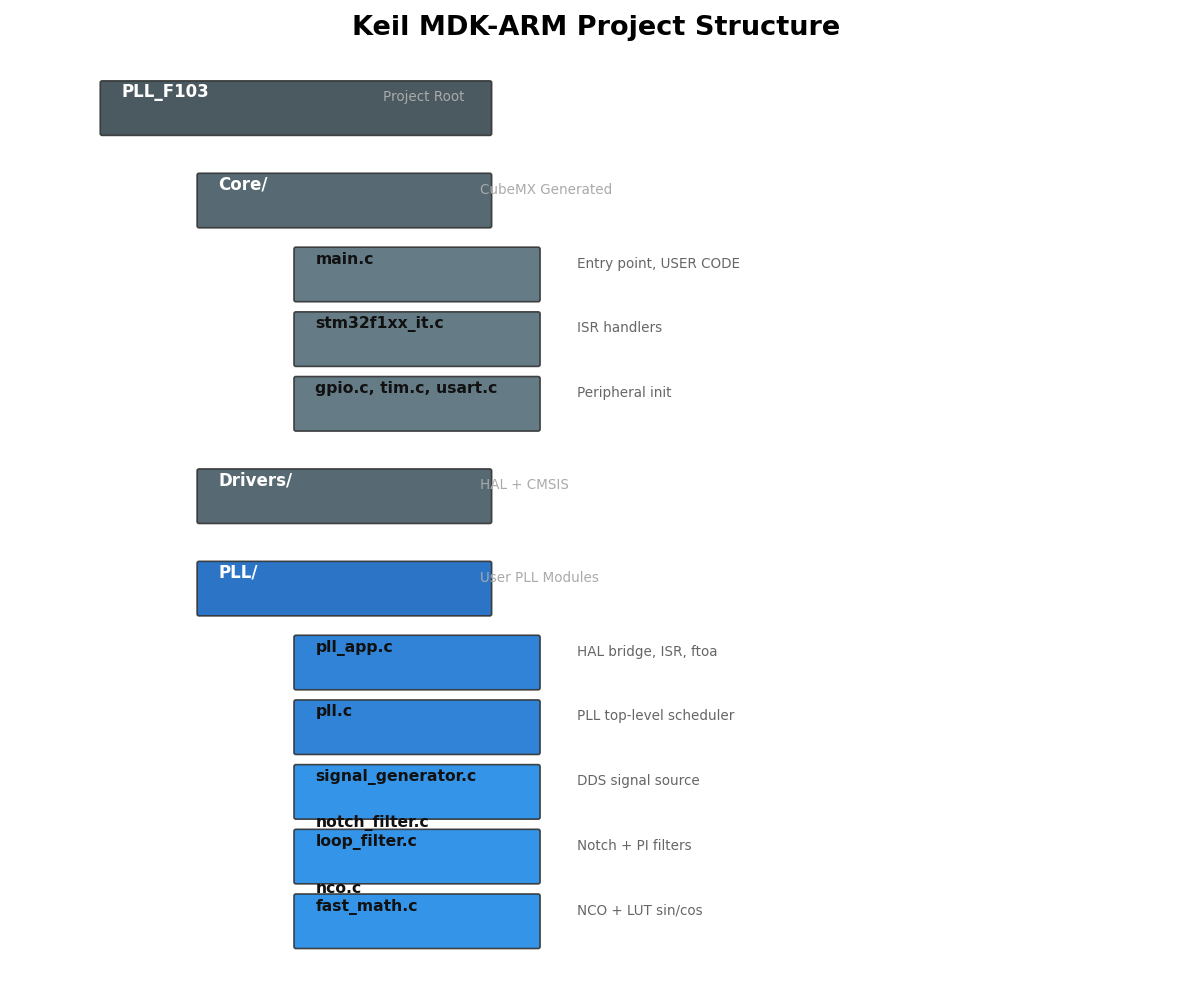 Keil MDK-ARM Project Structure
PLL_F103 Project Root
Core/ CubeMX Generated
main.c Entry point, USER CODE
stm32f1xx_it.c ISR handlers
gpio.c, tim.c, usart.c Peripheral init
Drivers/ HAL + CMSIS
PLL/ User PLL Modules
pll_app.c HAL bridge, ISR, ftoa
pll.c PLL top-level scheduler
signal_generator.c DDS signal source
notch_filter.c
loop_filter.c Notch + PI filters
nco.c
fast_math.c NCO + LUT sin/cos